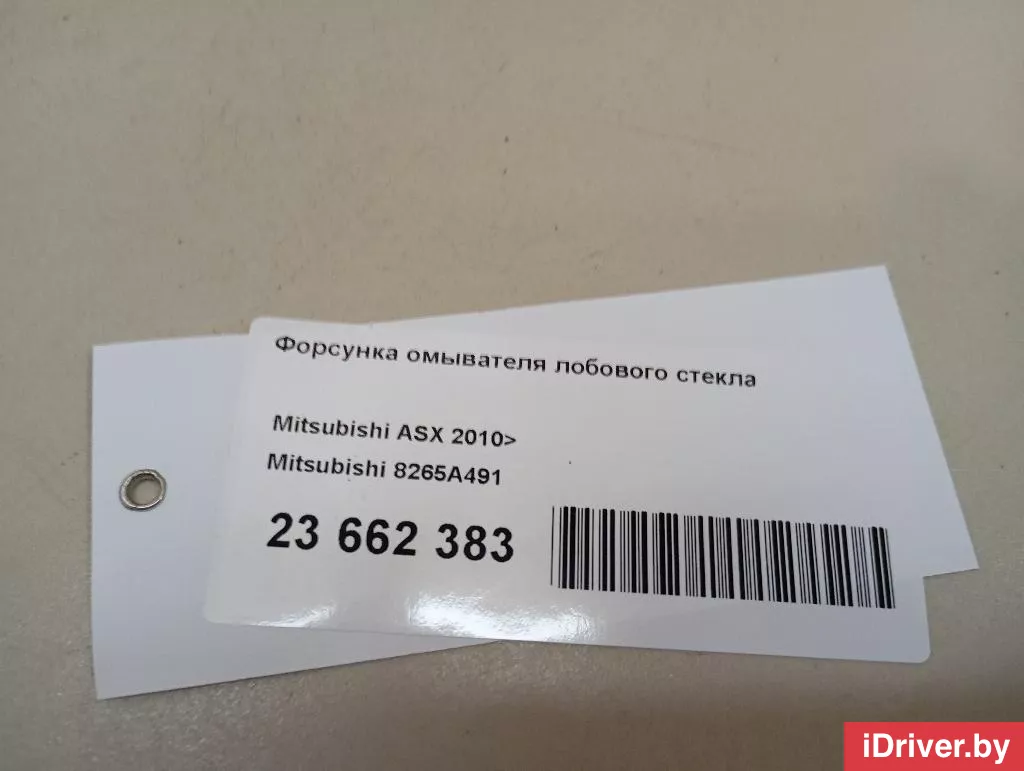 Форсунка омывателя лобового стекла
Mitsubishi ASX 2010>
Mitsubishi 8265A491
23 662 383
iDriver.by